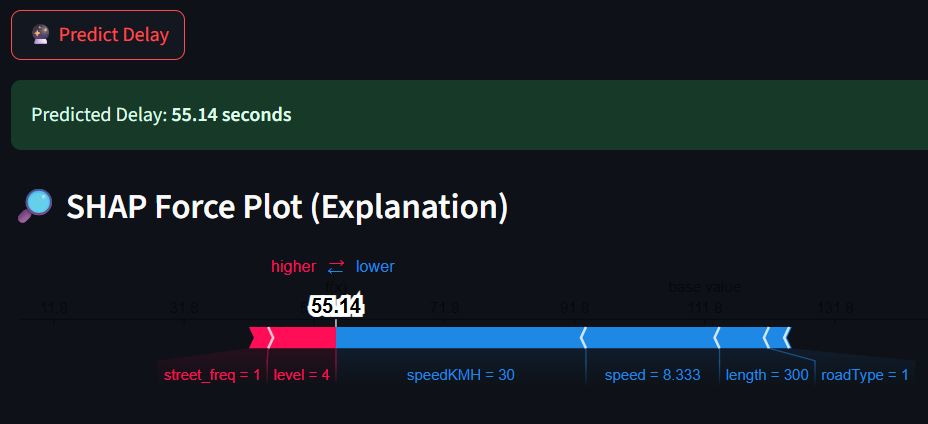 Predict Delay
Predicted Delay: 55.14 seconds
SHAP Force Plot (Explanation)
higher lower
f(x) base value
11.8 31.8 55.14 71.8 91.8 111.8 131.8
street_freq = 1 level = 4 speedKMH = 30 speed = 8.333 length = 300 roadType = 1